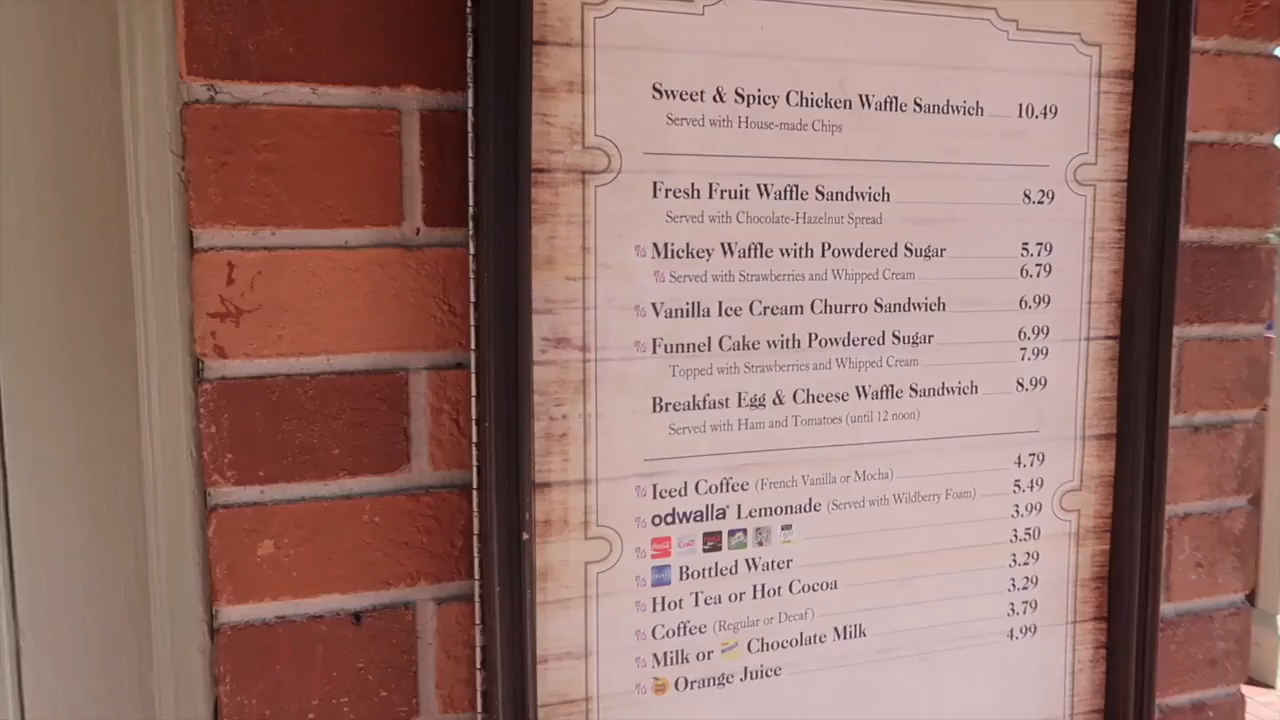 Sweet & Spicy Chicken Waffle Sandwich 10.49
Served with House-made Chips
Fresh Fruit Waffle Sandwich 8.29
Served with Chocolate-Hazelnut Spread
Mickey Waffle with Powdered Sugar 5.79
Served with Strawberries and Whipped Cream 6.79
Vanilla Ice Cream Churro Sandwich 6.99
Funnel Cake with Powdered Sugar 6.99
Topped with Strawberries and Whipped Cream 7.99
Breakfast Egg & Cheese Waffle Sandwich 8.99
Served with Ham and Tomatoes (until 12 noon)
Iced Coffee (French Vanilla or Mocha) 4.79
odwalla Lemonade (Served with Wildberry Foam) 5.49
3.99
Bottled Water 3.50
Hot Tea or Hot Cocoa 3.29
Coffee (Regular or Decaf) 3.29
Milk or Chocolate Milk 3.79
Orange Juice 4.99